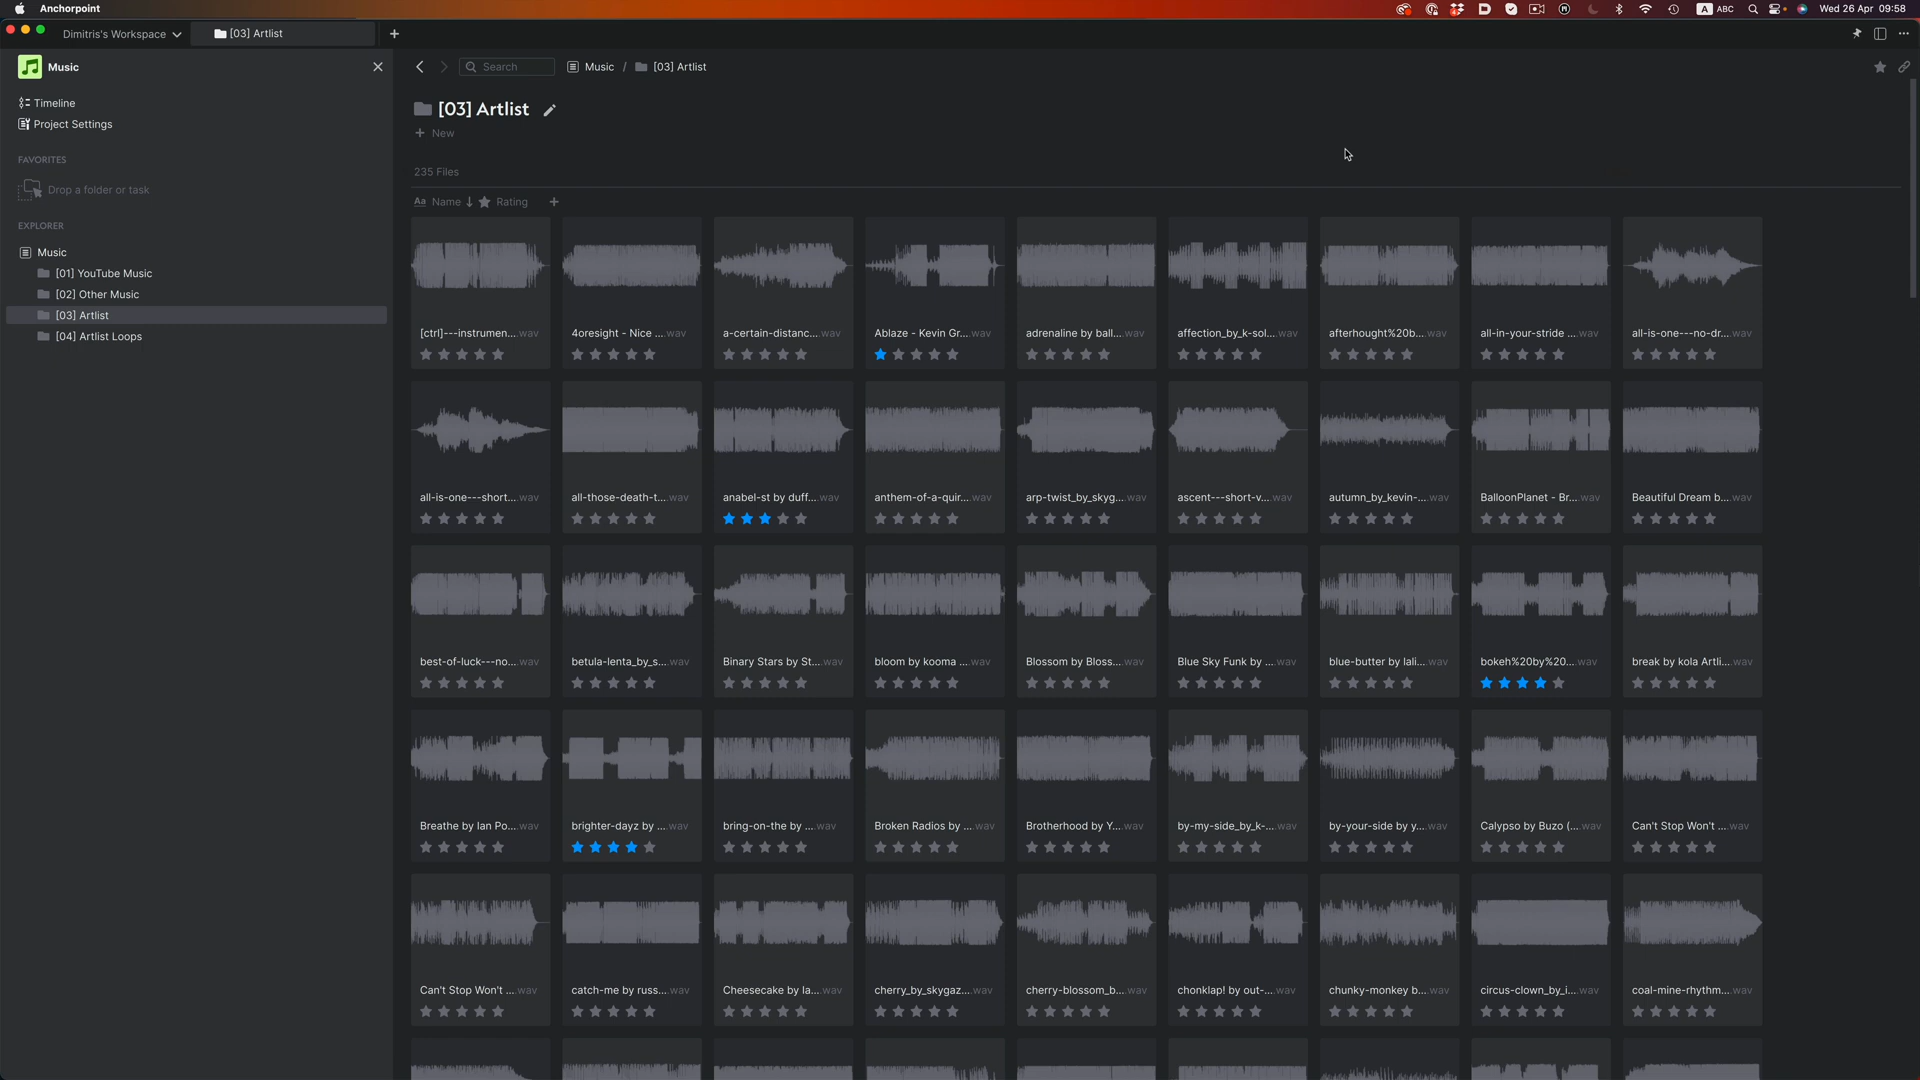 Anchorpoint
ABC
Wed 26 Apr 09:58
Dimitris's Workspace
[03] Artlist
Music
Search
Music / [03] Artlist
Timeline
Project Settings
FAVORITES
Drop a folder or task
EXPLORER
Music
[01] YouTube Music
[02] Other Music
[03] Artlist
[04] Artlist Loops
[03] Artlist
New
235 Files
Aa Name Rating
[ctrl]---instrumen...wav
4oresight - Nice ...wav
a-certain-distanc...wav
Ablaze - Kevin Gr...wav
adrenaline by ball...wav
affection_by_k-sol...wav
afterhought%20b...wav
all-in-your-stride ...wav
all-is-one---no-dr...wav
all-is-one---short...wav
all-those-death-t...wav
anabel-st by duff...wav
anthem-of-a-quir...wav
arp-twist_by_skyg...wav
ascent---short-v...wav
autumn_by_kevin-...wav
BalloonPlanet - Br...wav
Beautiful Dream b...wav
best-of-luck---no...wav
betula-lenta_by_s...wav
Binary Stars by St...wav
bloom by kooma ...wav
Blossom by Bloss...wav
Blue Sky Funk by ...wav
blue-butter by lali...wav
bokeh%20by%20...wav
break by kola Artli...wav
Breathe by Ian Po...wav
brighter-dayz by ...wav
bring-on-the by ...wav
Broken Radios by ...wav
Brotherhood by Y...wav
by-my-side_by_k-...wav
by-your-side by y...wav
Calypso by Buzo (...wav
Can't Stop Won't ...wav
Can't Stop Won't ...wav
catch-me by russ...wav
Cheesecake by Ia...wav
cherry_by_skygaz...wav
cherry-blossom_b...wav
chonklap! by out-...wav
chunky-monkey b...wav
circus-clown_by_i...wav
coal-mine-rhythm...wav